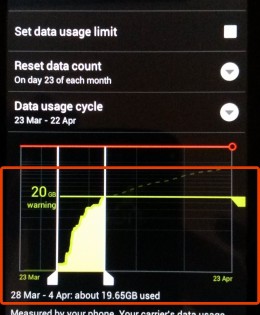 Set data usage limit
Reset data count
On day 23 of each month
Data usage cycle
23 Mar - 22 Apr
20 GB
warning
23 Mar 23 Apr
28 Mar - 4 Apr: about 19.65GB used
Measured by your phone. Your carrier's data usage